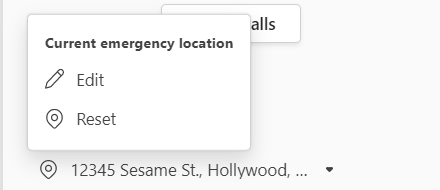 alls
Current emergency location
Edit
Reset
12345 Sesame St., Hollywood, ...